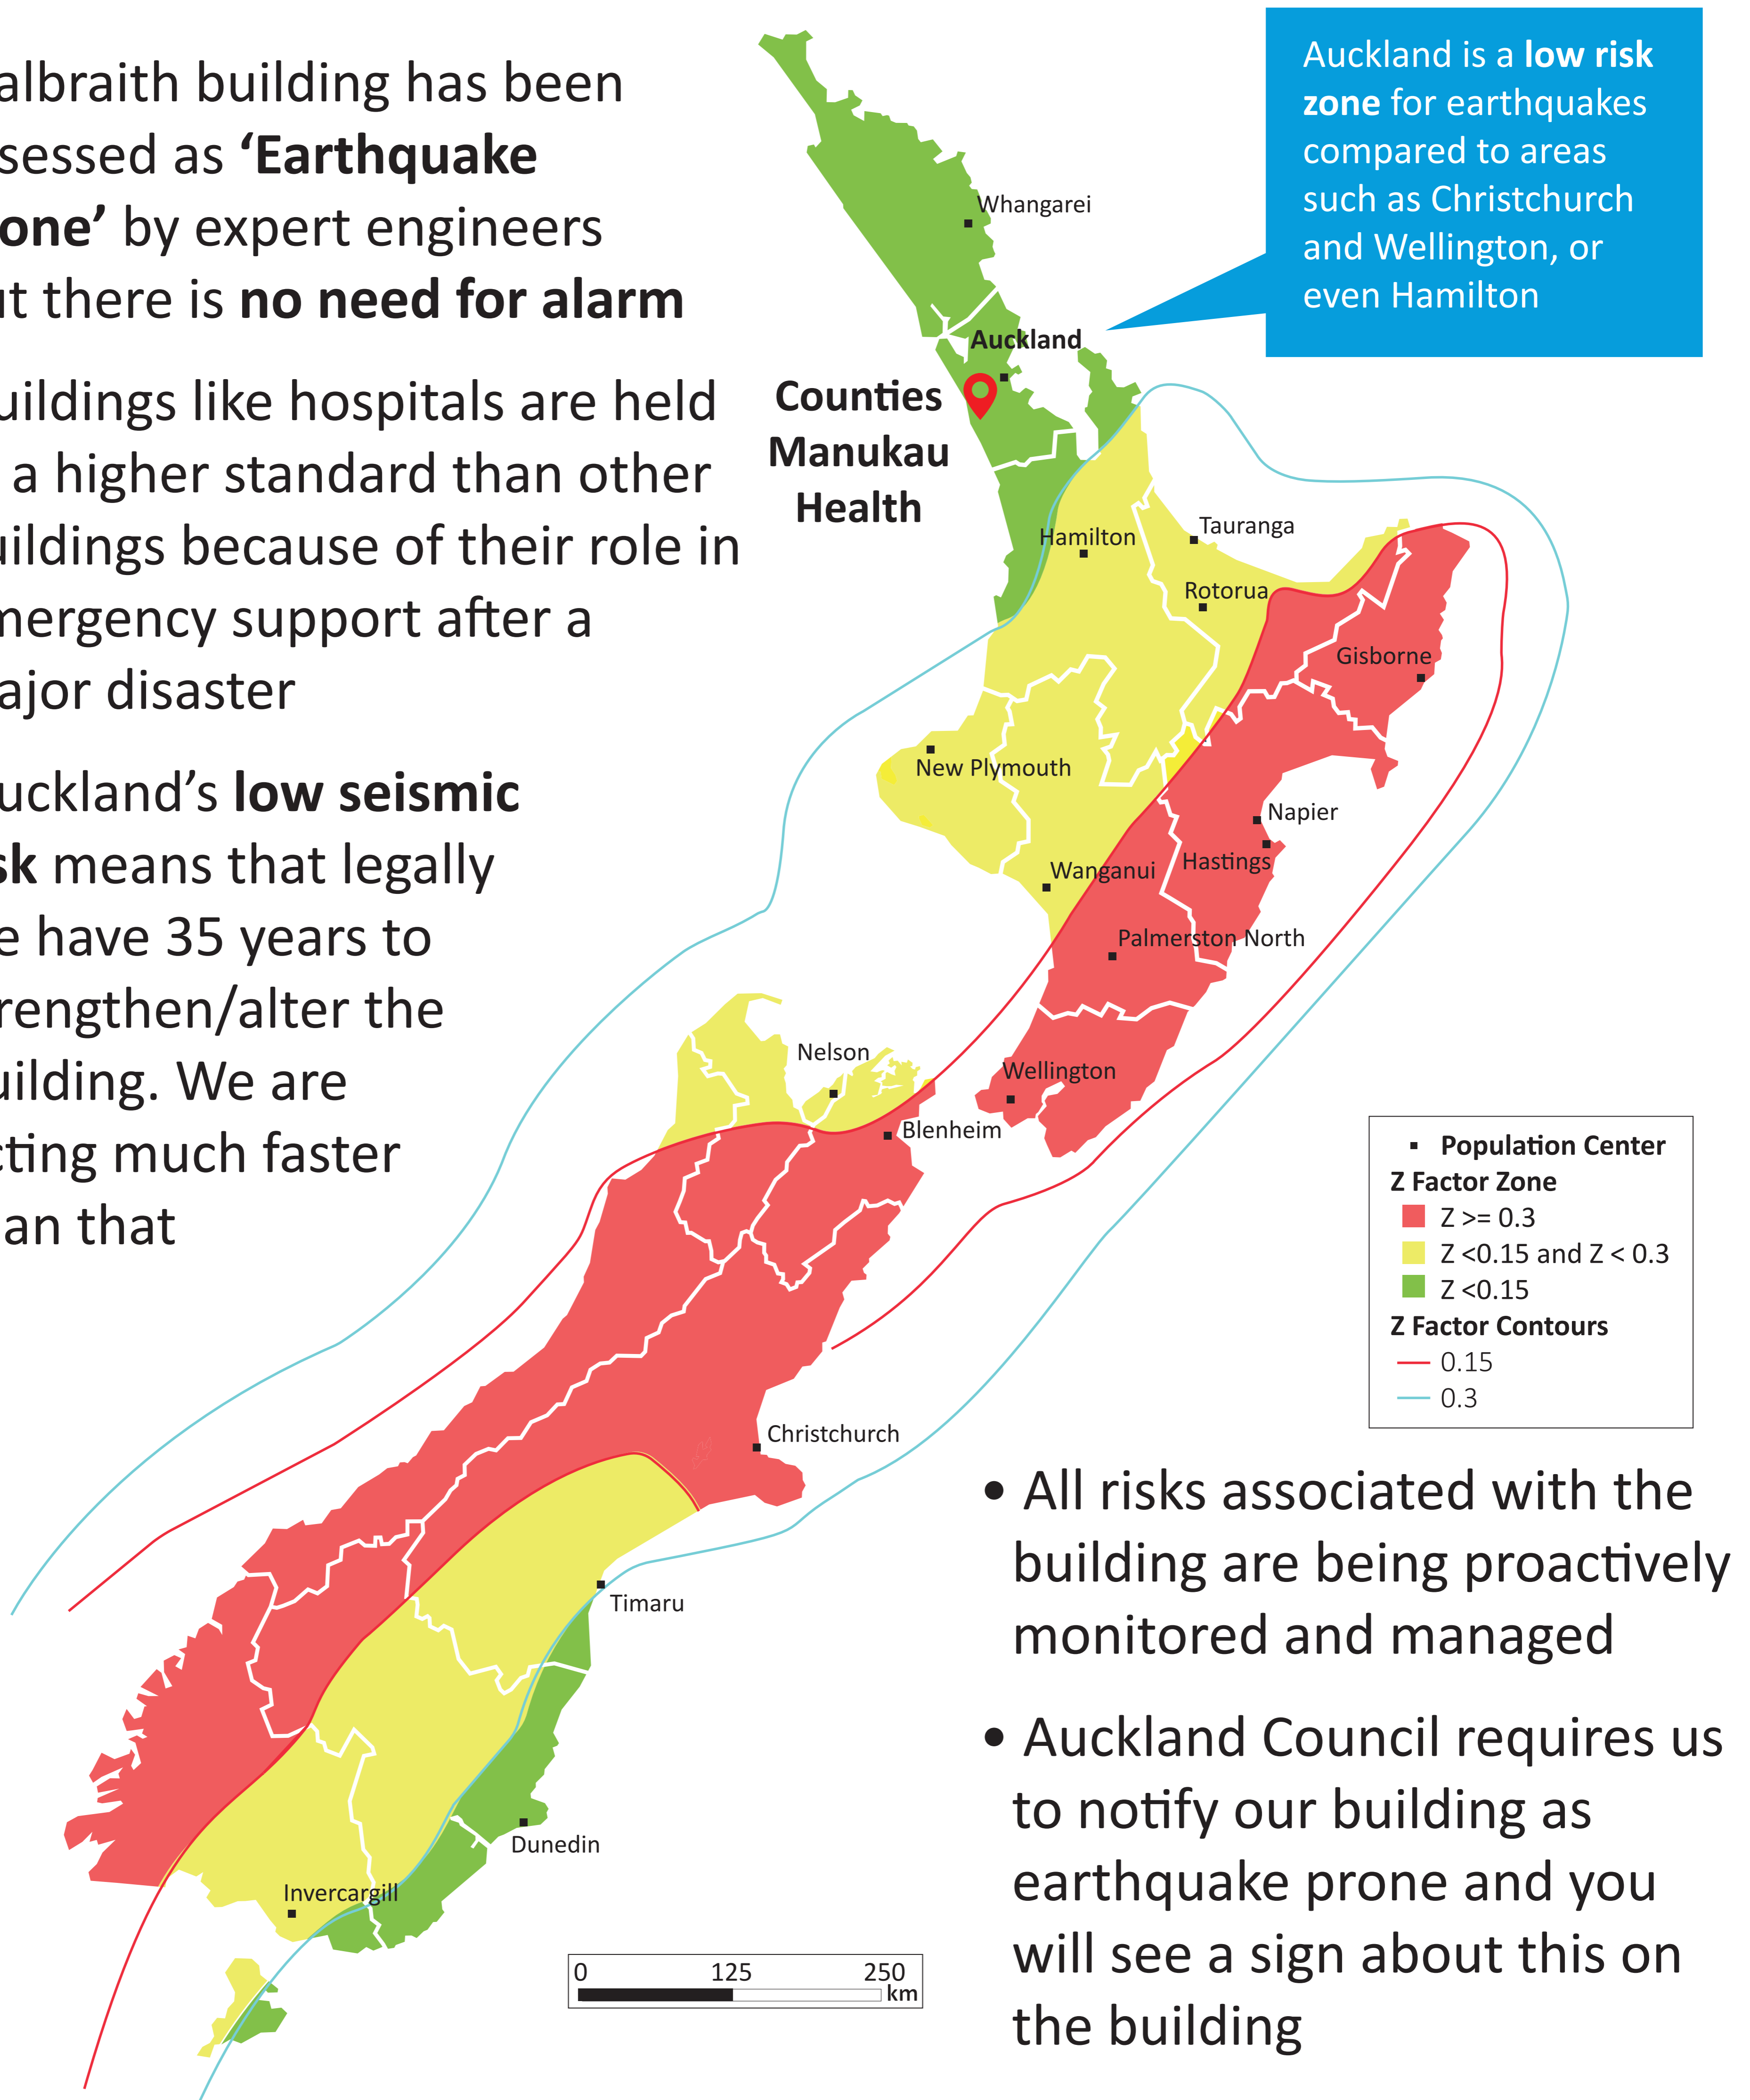 albraith building has been
sessed as ‘Earthquake
one’ by expert engineers
ut there is no need for alarm
uildings like hospitals are held
a higher standard than other
uildings because of their role in
mergency support after a
ajor disaster
uckland’s low seismic
sk means that legally
e have 35 years to
rengthen/alter the
uilding. We are
cting much faster
an that
Auckland is a low risk
zone for earthquakes
compared to areas
such as Christchurch
and Wellington, or
even Hamilton
Whangarei
Auckland
Counties
Manukau
Health
Hamilton
Tauranga
Rotorua
Gisborne
New Plymouth
Napier
Hastings
Wanganui
Palmerston North
Nelson
Wellington
Blenheim
Christchurch
Timaru
Dunedin
Invercargill
Population Center
Z Factor Zone
Z >= 0.3
Z <0.15 and Z < 0.3
Z <0.15
Z Factor Contours
0.15
0.3
0 125 250
km
• All risks associated with the
building are being proactively
monitored and managed
• Auckland Council requires us
to notify our building as
earthquake prone and you
will see a sign about this on
the building